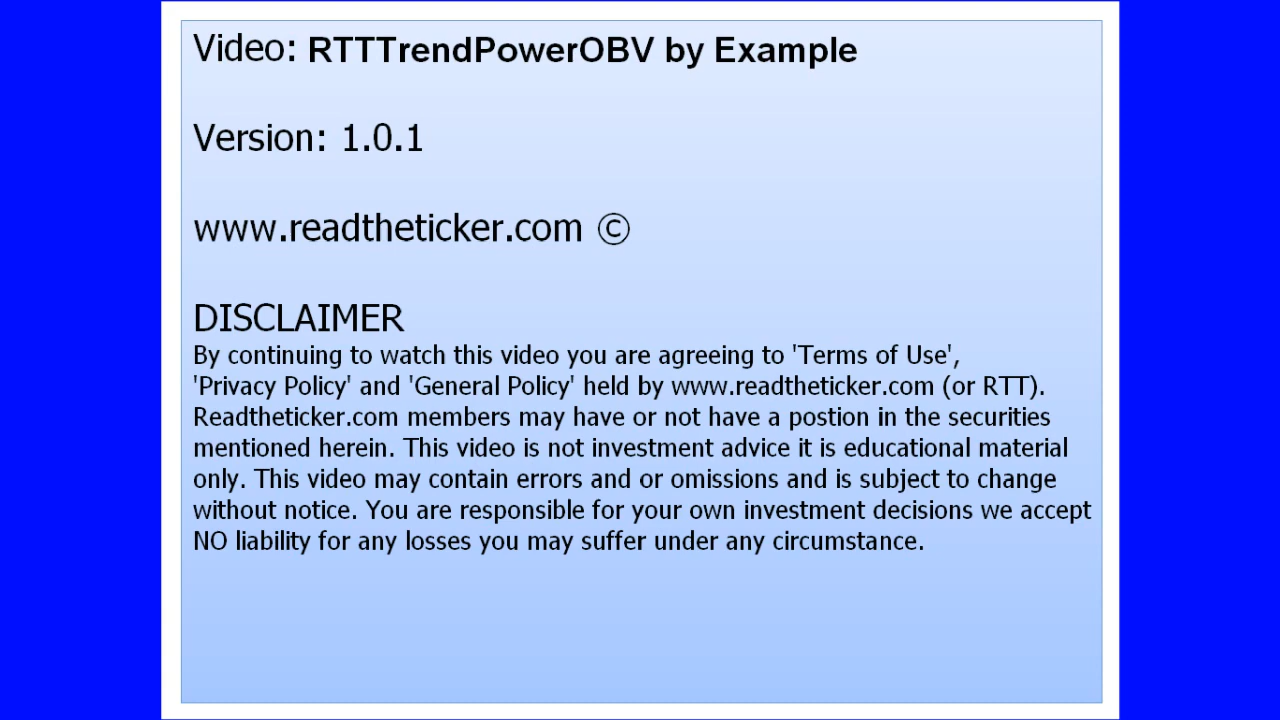 Video: RTTTrendPowerOBV by Example
Version: 1.0.1
www.readtheticker.com ©
DISCLAIMER
By continuing to watch this video you are agreeing to 'Terms of Use',
'Privacy Policy' and 'General Policy' held by www.readtheticker.com (or RTT).
Readtheticker.com members may have or not have a postion in the securities
mentioned herein. This video is not investment advice it is educational material
only. This video may contain errors and or omissions and is subject to change
without notice. You are responsible for your own investment decisions we accept
NO liability for any losses you may suffer under any circumstance.